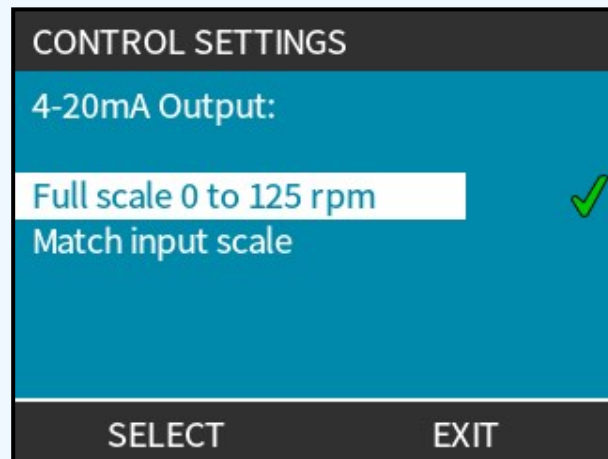 CONTROL SETTINGS
4-20mA Output:
Full scale 0 to 125 rpm
Match input scale
SELECT EXIT